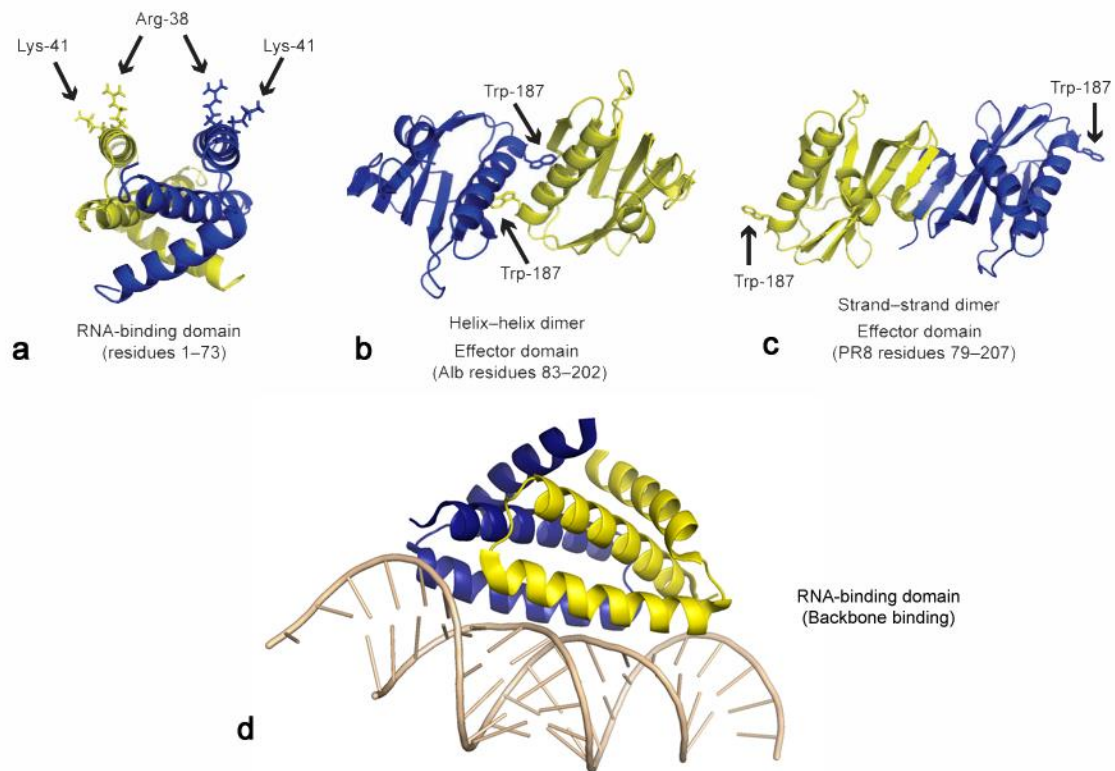 Arg-38
Lys-41
Lys-41
RNA-binding domain
(residues 1–73)
a
Trp-187
Trp-187
Helix–helix dimer
Effector domain
(Alb residues 83–202)
b
Trp-187
Trp-187
Strand–strand dimer
Effector domain
(PR8 residues 79–207)
c
RNA-binding domain
(Backbone binding)
d